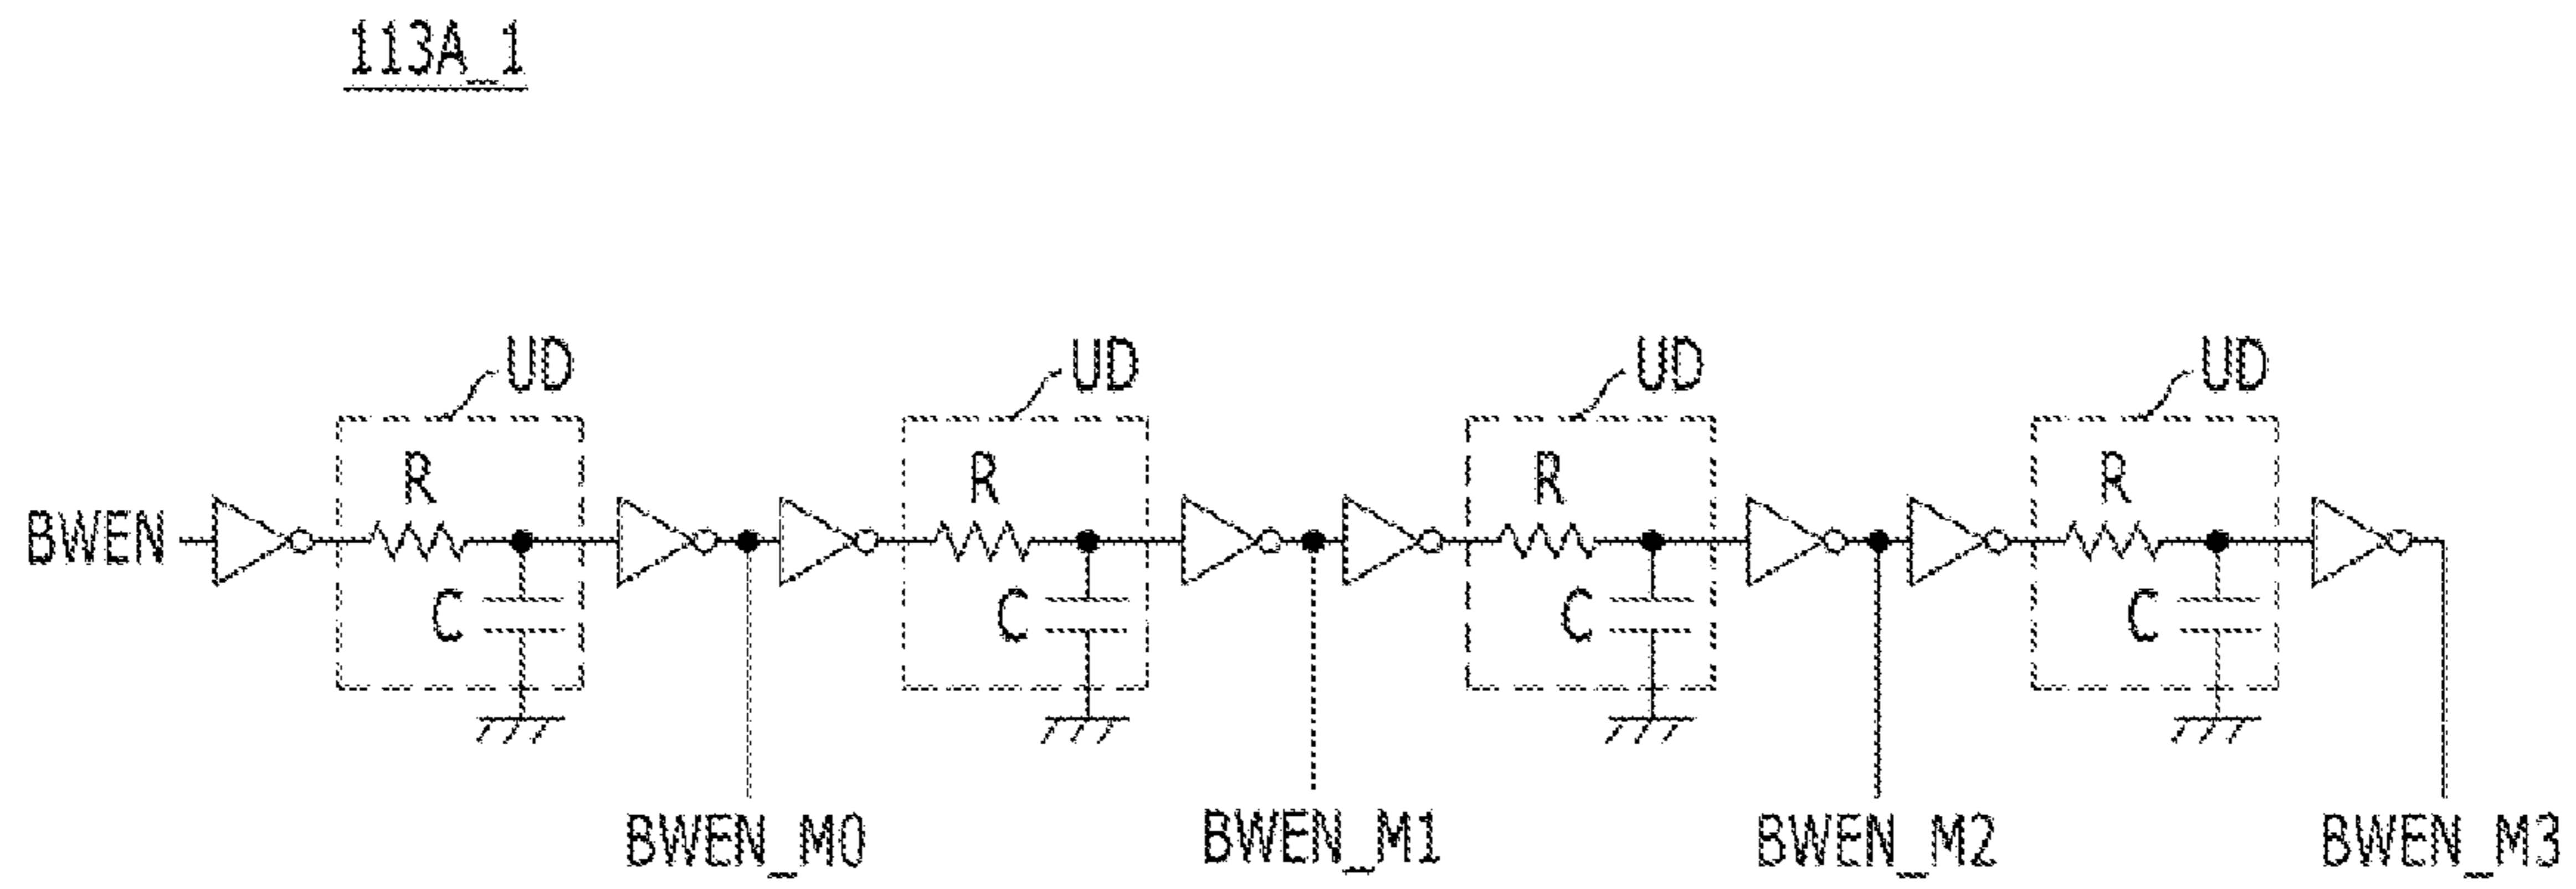 113A_1
UD UD UD UD
R R R R
BWEN
C C C C
BWEN_M0 BWEN_M1 BWEN_M2 BWEN_M3